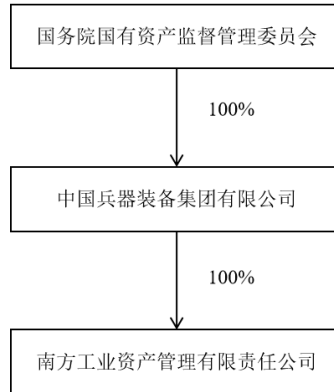 国务院国有资产监督管理委员会
100%
中国兵器装备集团有限公司
100%
南方工业资产管理有限责任公司